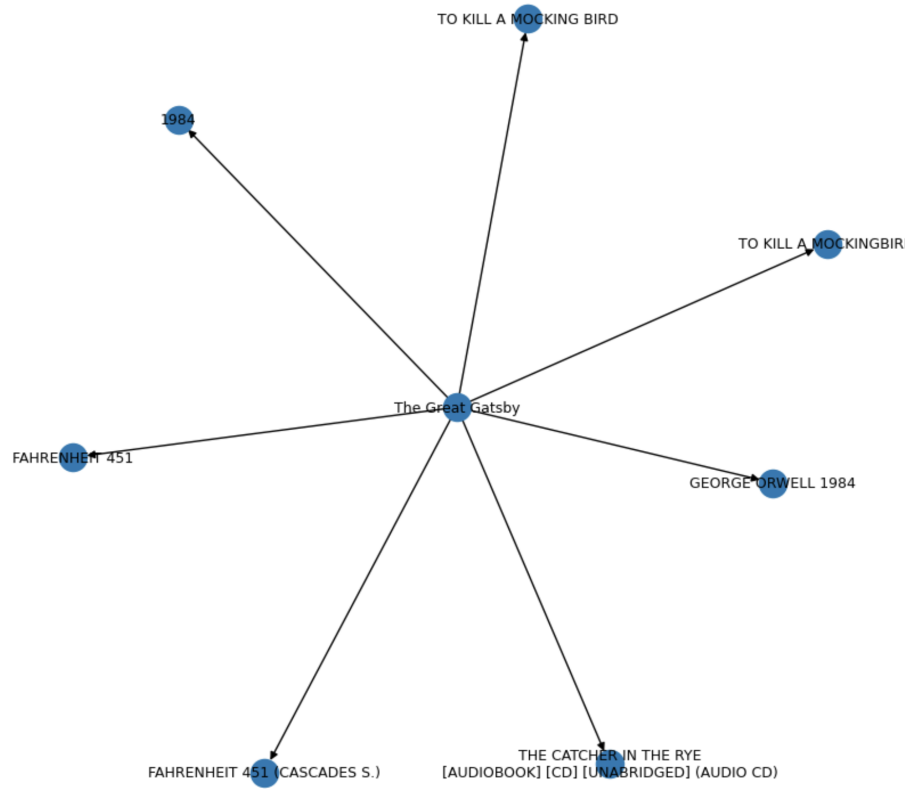 TO KILL A MOCKING BIRD
1984
TO KILL A MOCKINGBIR
The Great Gatsby
FAHRENHEIT 451
GEORGE ORWELL 1984
FAHRENHEIT 451 (CASCADES S.)
THE CATCHER IN THE RYE
[AUDIOBOOK] [CD] [UNABRIDGED] (AUDIO CD)